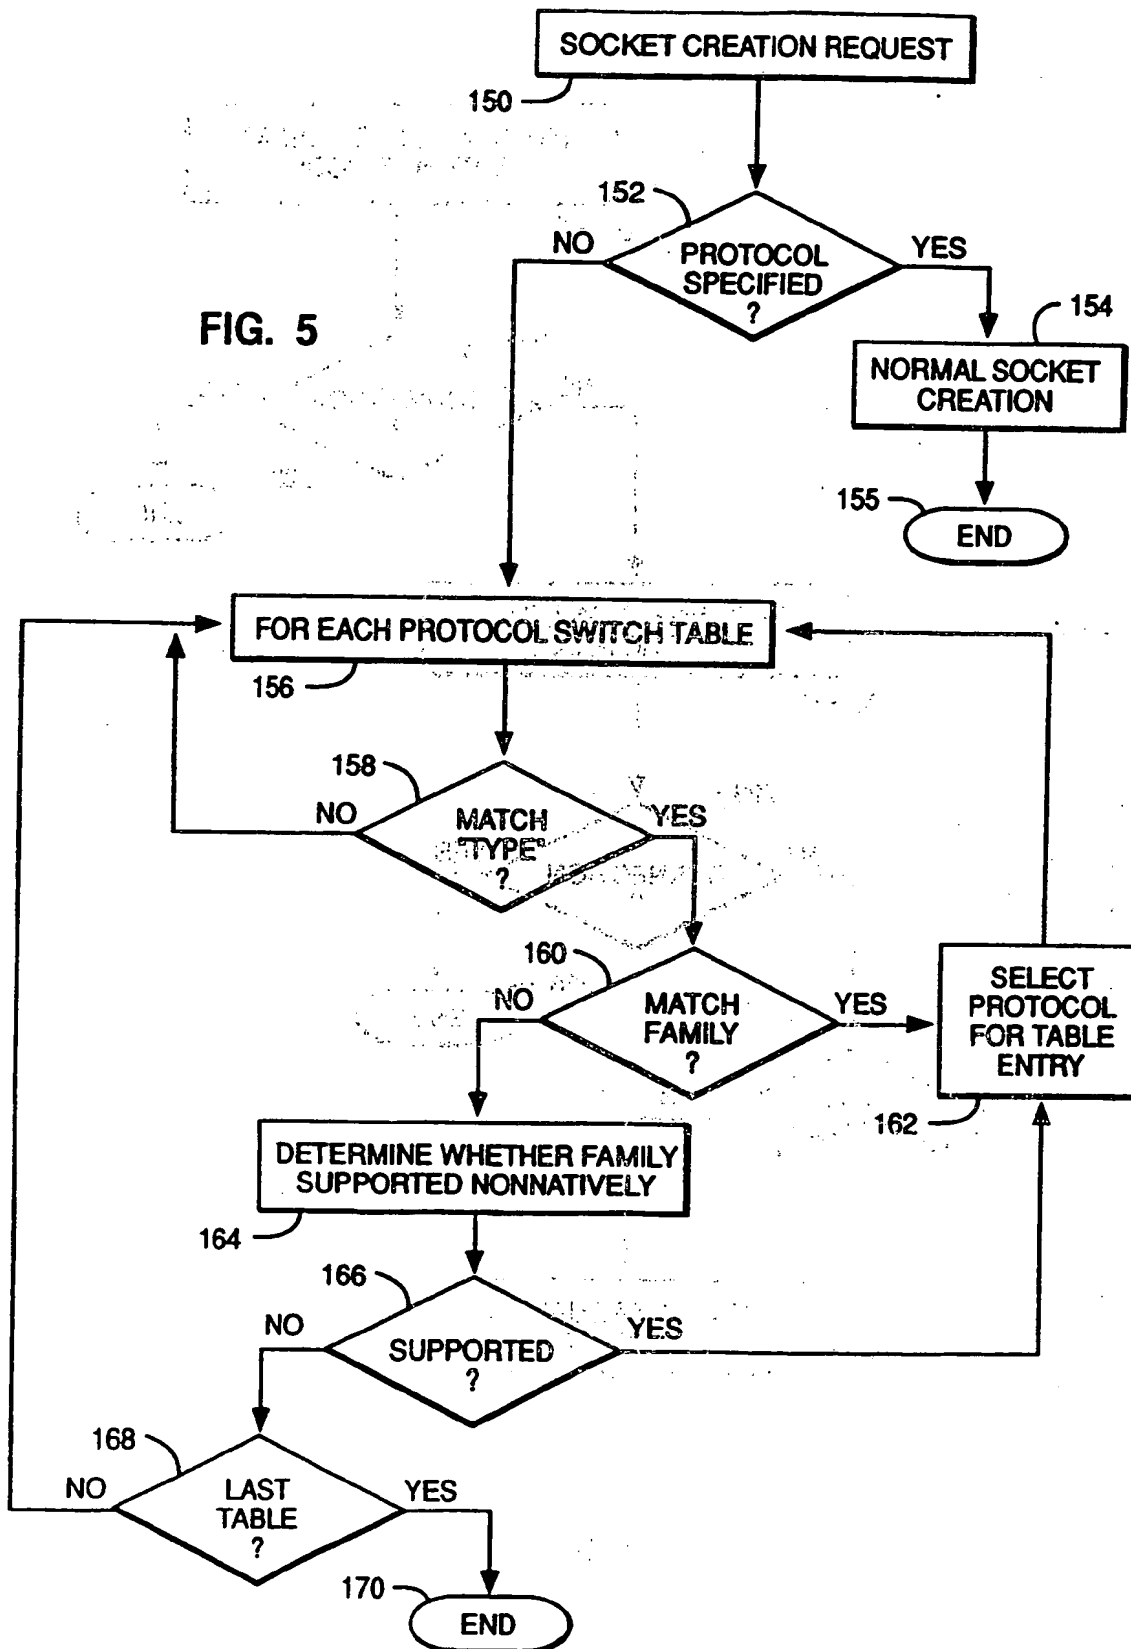 SOCKET CREATION REQUEST
150
152
NO
PROTOCOL
SPECIFIED
?
YES
FIG. 5
154
NORMAL SOCKET
CREATION
155
END
FOR EACH PROTOCOL SWITCH TABLE
156
158
NO
MATCH
"TYPE"
?
YES
160
NO
MATCH
FAMILY
?
YES
SELECT
PROTOCOL
FOR TABLE
ENTRY
162
DETERMINE WHETHER FAMILY
SUPPORTED NONNATIVELY
164
166
NO
SUPPORTED
?
YES
168
NO
LAST
TABLE
?
YES
170
END